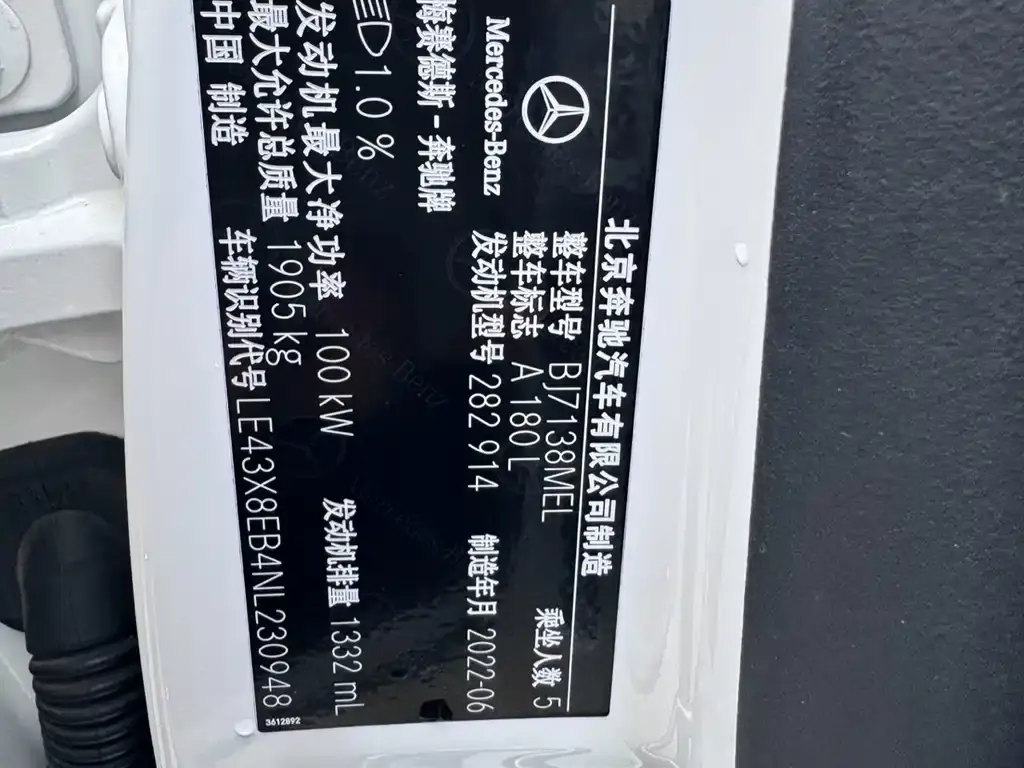 北京奔驰汽车有限公司制造
Mercedes-Benz
整车型号 BJ7138MEL 乘坐人数 5
整车标志 A 180 L
发动机型号 282 914 制造年月 2022-06
梅赛德斯-奔驰牌
1.0 %
发动机最大净功率 100 kW 发动机排量 1332 mL
最大允许总质量 1905 kg
中国 制造 车辆识别代号 LE43X8EB4NL230948
3612892